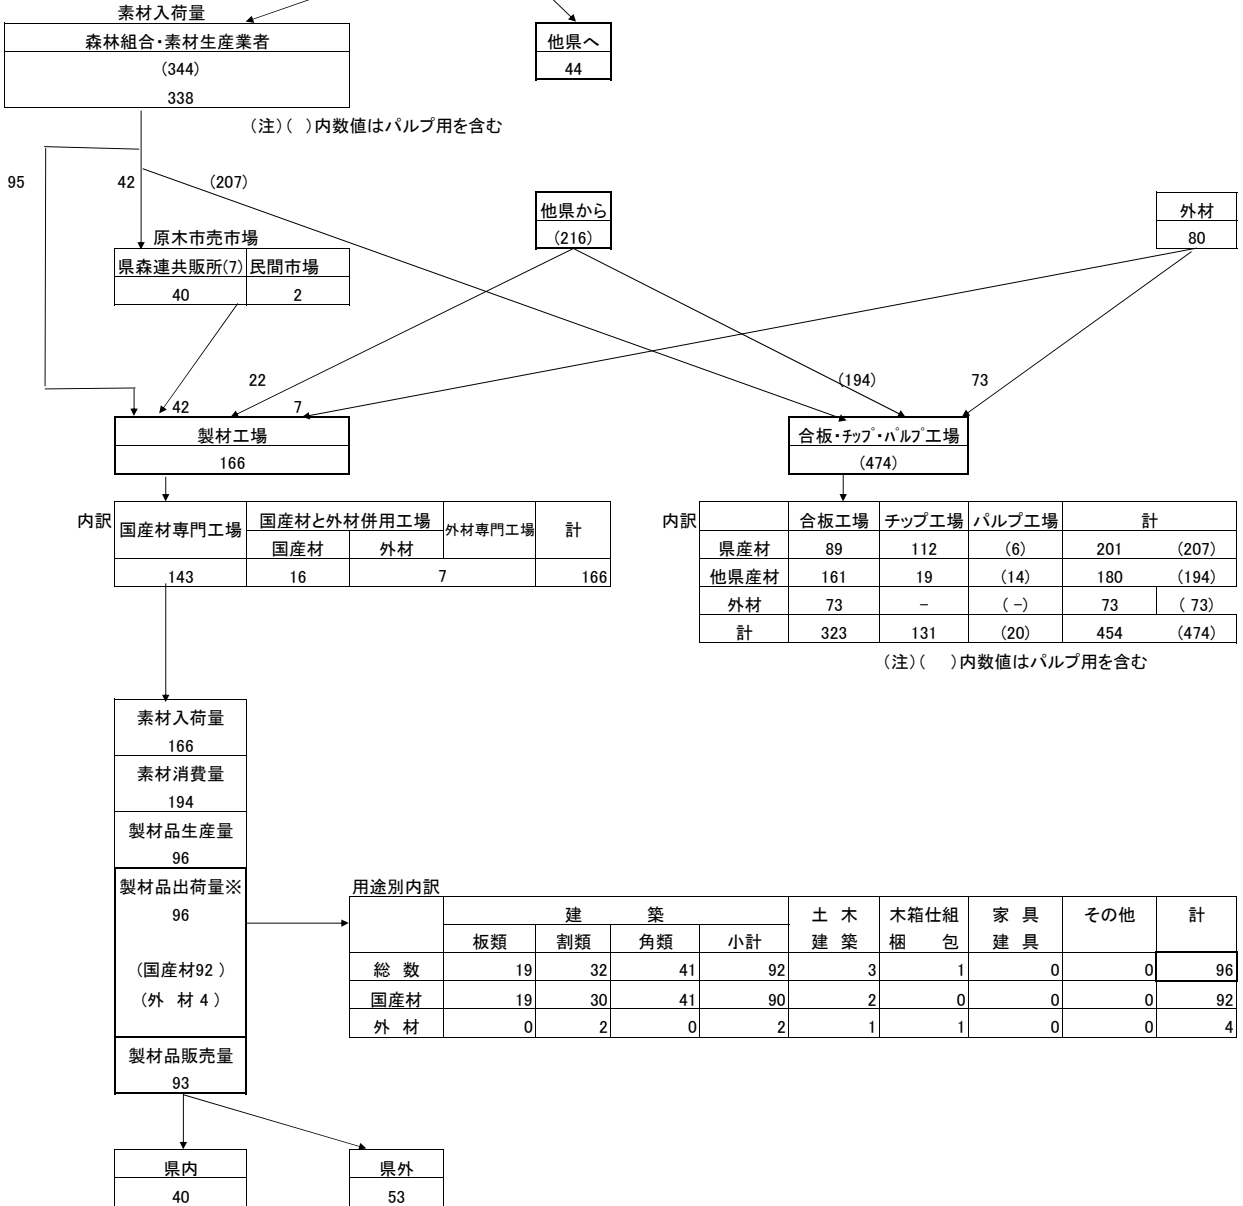 素材入荷量
森林組合・素材生産業者
(344)
338
他県へ
44
(注)( )内数値はパルプ用を含む
95
42
(207)
他県から
(216)
外材
80
原木市売市場
県森連共販所(7) 民間市場
40 2
22
(194)
73
42
7
製材工場
166
合板・チップ・パルプ工場
(474)
内訳
国産材専門工場 国産材と外材併用工場 外材専門工場 計
国産材 外材
143 16 7 166
内訳
合板工場 チップ工場 パルプ工場 計
県産材 89 112 (6) 201 (207)
他県産材 161 19 (14) 180 (194)
外材 73 - ( -) 73 ( 73)
計 323 131 (20) 454 (474)
(注)( )内数値はパルプ用を含む
素材入荷量
166
素材消費量
194
製材品生産量
96
製材品出荷量※
96
(国産材92 )
(外 材 4 )
製材品販売量
93
用途別内訳
建 築 土 木 木箱仕組 家 具 その他 計
板類 割類 角類 小計 建 築 梱 包 建 具
総 数 19 32 41 92 3 1 0 0 96
国産材 19 30 41 90 2 0 0 0 92
外 材 0 2 0 2 1 1 0 0 4
県内
40
県外
53